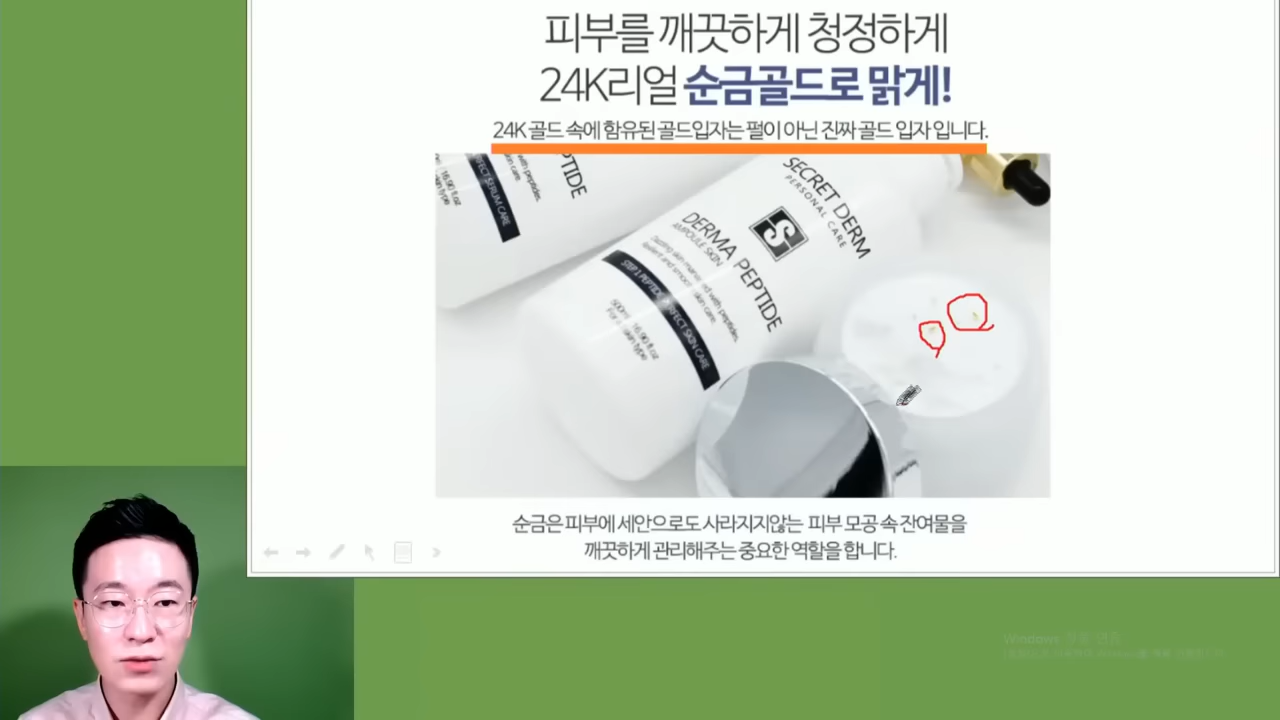 피부를 깨끗하게 청정하게
24K리얼 순금골드로 맑게!
24K 골드 속에 함유된 골드입자는 펄이 아닌 진짜 골드 입자 입니다.
PTIDE
SECRET DERM
PERSONAL CARE
S
DERMA PEPTIDE
AMPOULE SKIN
500ml
순금은 피부에 세안으로도 사라지지않는 피부 모공 속 잔여물을
깨끗하게 관리해주는 중요한 역할을 합니다.
Windows